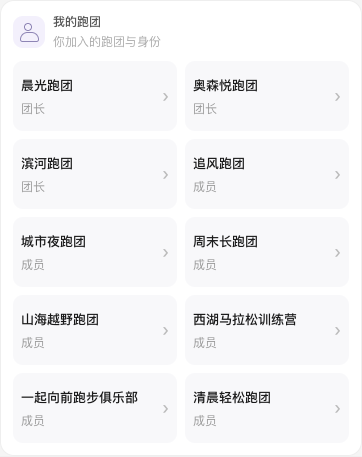 我的跑团
你加入的跑团与身份
晨光跑团
团长
奥森悦跑团
团长
滨河跑团
团长
追风跑团
成员
城市夜跑团
成员
周末长跑团
成员
山海越野跑团
成员
西湖马拉松训练营
成员
一起向前跑步俱乐部
成员
清晨轻松跑团
成员